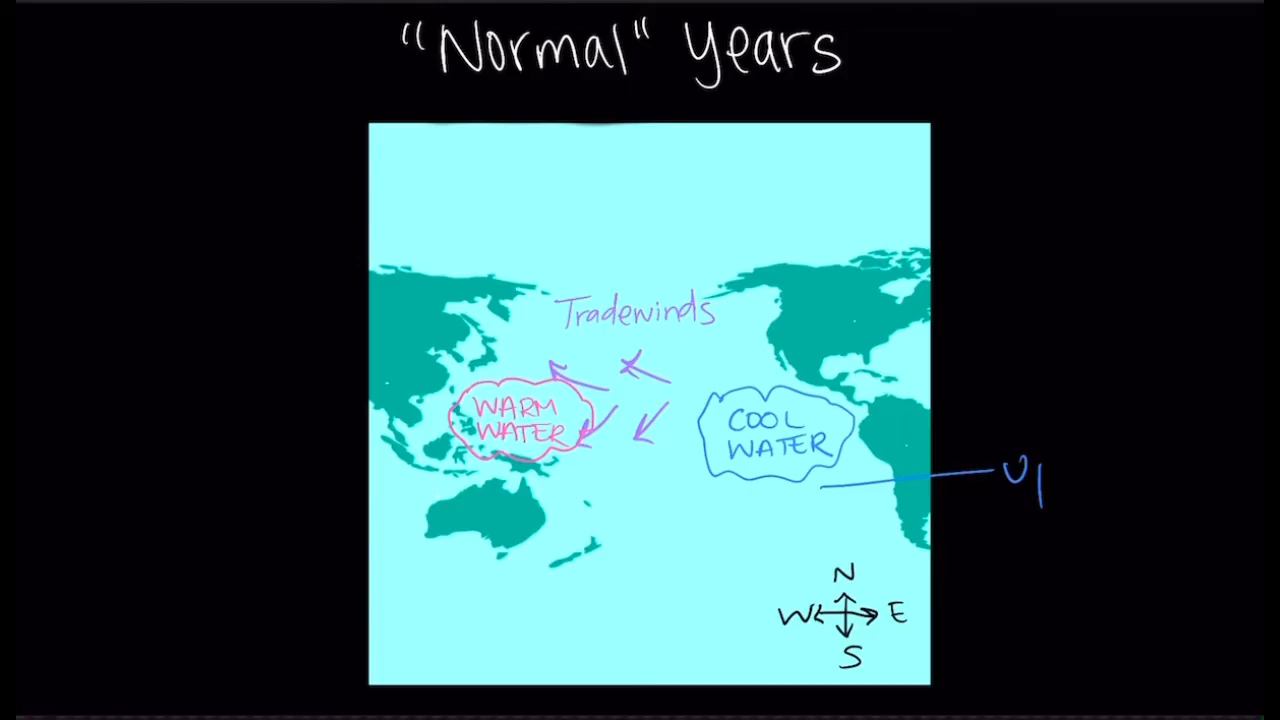 "Normal" Years
Tradewinds
WARM
WATER
COOL
WATER
N
W E
S